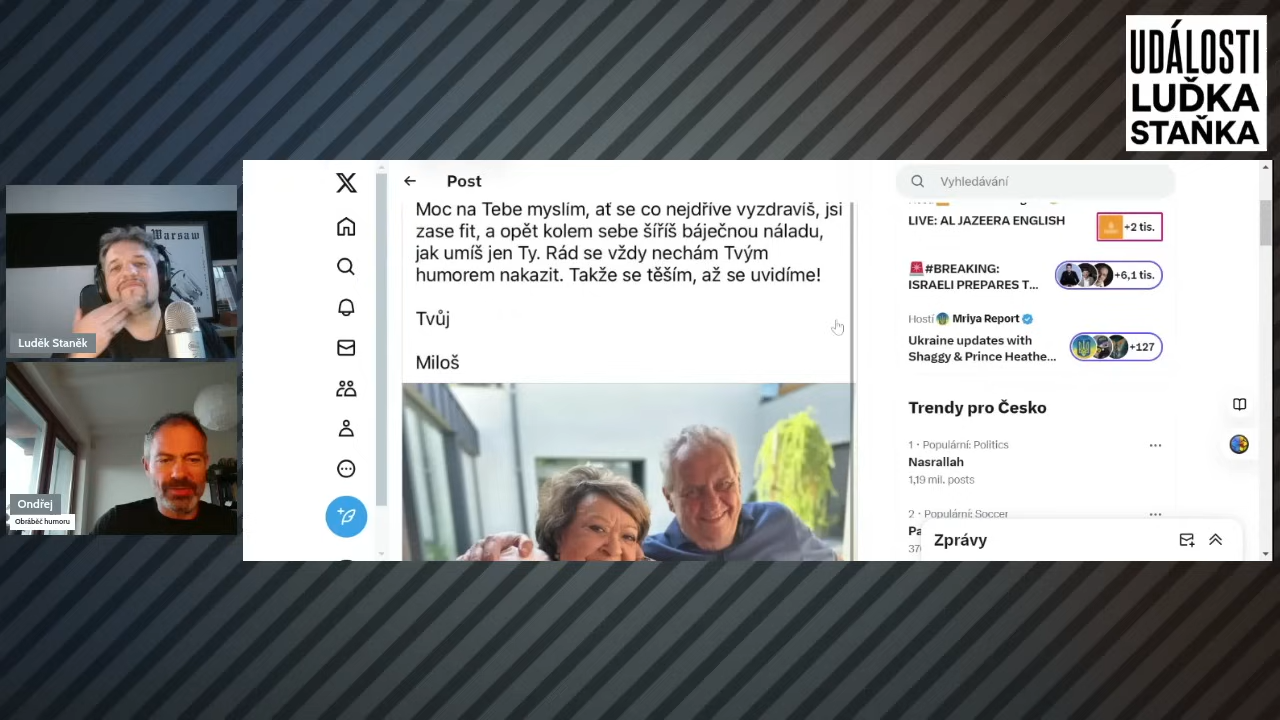 UDÁLOSTI
LUĎKA
STAŇKA
Warsaw
Luděk Staněk
Ondřej
Obráběč humoru
Post
Moc na Tebe myslím, ať se co nejdříve vyzdravíš, jsi
zase fit, a opět kolem sebe šíříš báječnou náladu,
jak umíš jen Ty. Rád se vždy nechám Tvým
humorem nakazit. Takže se těším, až se uvidíme!
Tvůj
Miloš
Vyhledávání
LIVE: AL JAZEERA ENGLISH
+2 tis.
🚨#BREAKING:
ISRAELI PREPARES T...
+6,1 tis.
Hostí Mriya Report
Ukraine updates with
Shaggy & Prince Heathe...
+127
Trendy pro Česko
1 · Populární: Politics
Nasrallah
1,19 mil. posts
2 · Populární: Soccer
Zprávy